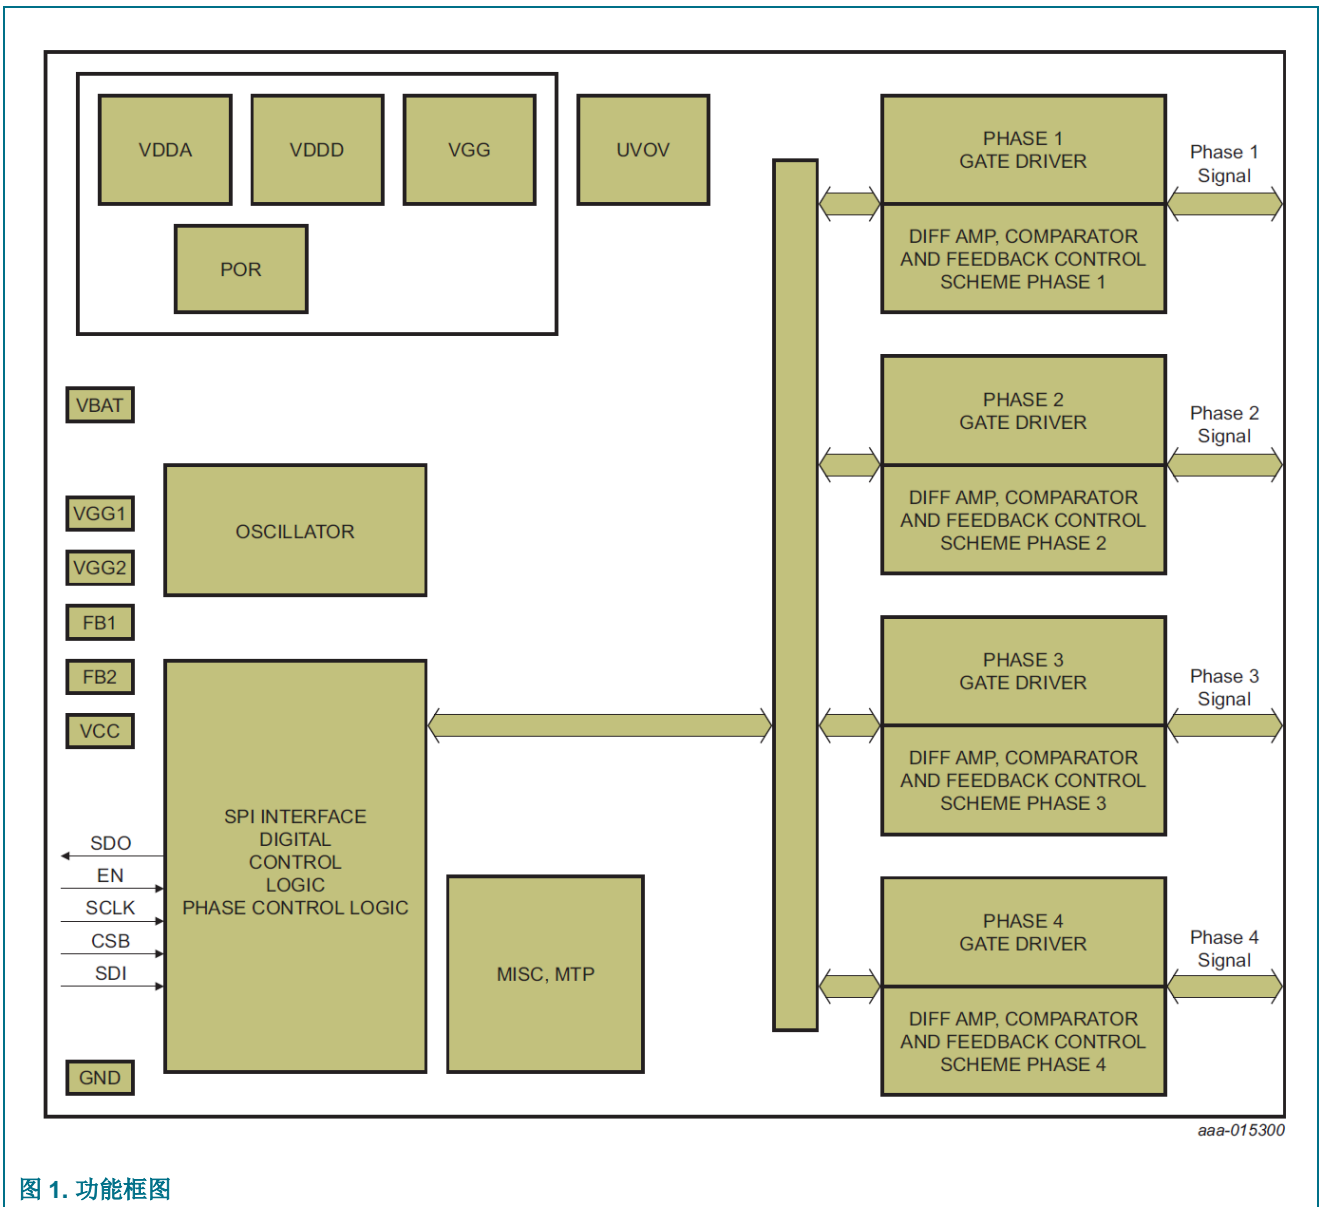 VDDA
VDDD
VGG
UVOV
POR
VBAT
VGG1
VGG2
FB1
FB2
VCC
SDO
EN
SCLK
CSB
SDI
GND
OSCILLATOR
SPI INTERFACE
DIGITAL
CONTROL
LOGIC
PHASE CONTROL LOGIC
MISC, MTP
PHASE 1
GATE DRIVER
DIFF AMP, COMPARATOR
AND FEEDBACK CONTROL
SCHEME PHASE 1
Phase 1
Signal
PHASE 2
GATE DRIVER
DIFF AMP, COMPARATOR
AND FEEDBACK CONTROL
SCHEME PHASE 2
Phase 2
Signal
PHASE 3
GATE DRIVER
DIFF AMP, COMPARATOR
AND FEEDBACK CONTROL
SCHEME PHASE 3
Phase 3
Signal
PHASE 4
GATE DRIVER
DIFF AMP, COMPARATOR
AND FEEDBACK CONTROL
SCHEME PHASE 4
Phase 4
Signal
aaa-015300
图 1. 功能框图